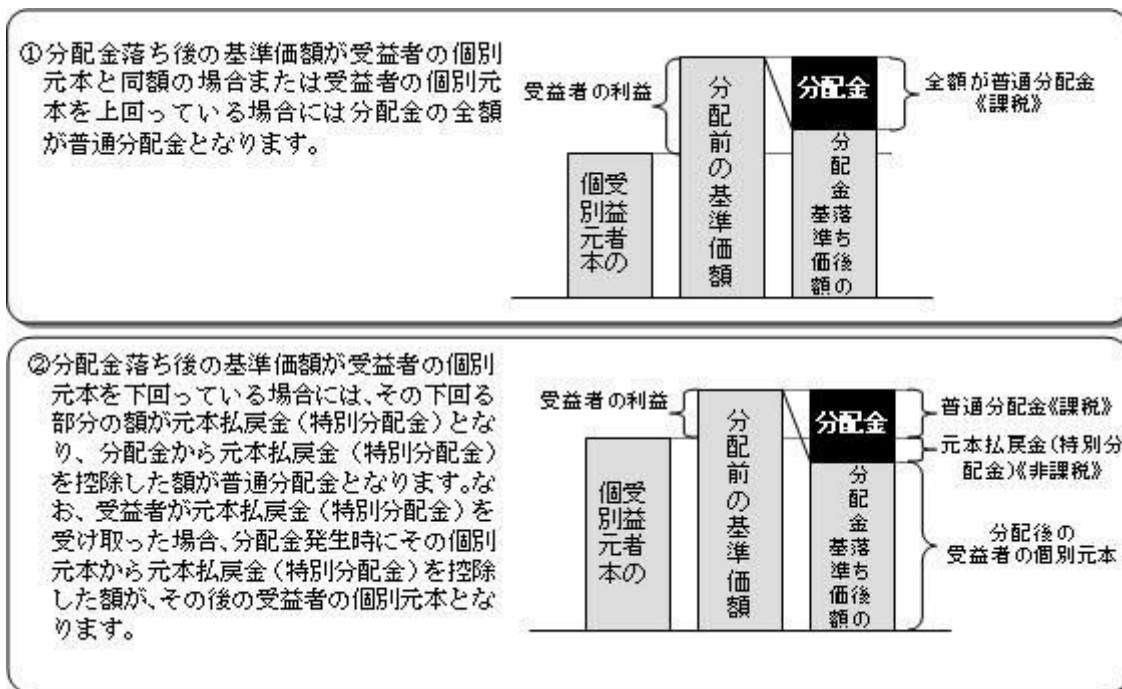 ①分配金落ち後の基準価額が受益者の個別
元本と同額の場合または受益者の個別元
本を上回っている場合には分配金の全額
が普通分配金となります。
受益者の利益
受益者の
個別元本
分配前の基準価額
分配金
分配金落ち後の
基準価額
全額が普通分配金
《課税》
②分配金落ち後の基準価額が受益者の個別
元本を下回っている場合には、その下回る
部分の額が元本払戻金(特別分配金)とな
り、分配金から元本払戻金(特別分配金)
を控除した額が普通分配金となります。な
お、受益者が元本払戻金(特別分配金)を
受け取った場合、分配金発生時にその個別
元本から元本払戻金(特別分配金)を控除
した額が、その後の受益者の個別元本とな
ります。
受益者の利益
受益者の
個別元本
分配前の基準価額
分配金
分配金落ち後の
基準価額
普通分配金《課税》
元本払戻金(特別分
配金)《非課税》
分配後の
受益者の個別元本